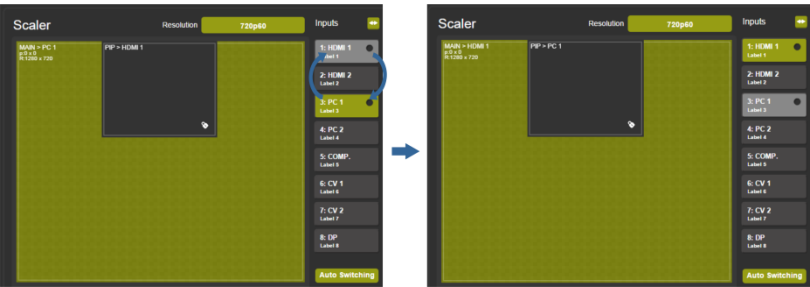 Scaler
Resolution
720p60
Inputs
MAIN > PC 1
p:0 x 0
R:1280 x 720
PIP > HDMI 1
1: HDMI 1
Label 1
2: HDMI 2
Label 2
3: PC 1
Label 3
4: PC 2
Label 4
5: COMP.
Label 5
6: CV 1
Label 6
7: CV 2
Label 7
8: DP
Label 8
Auto Switching
Scaler
Resolution
720p60
Inputs
MAIN > HDMI 1
p:0 x 0
R:1280 x 720
PIP > PC 1
1: HDMI 1
Label 1
2: HDMI 2
Label 2
3: PC 1
Label 3
4: PC 2
Label 4
5: COMP.
Label 5
6: CV 1
Label 6
7: CV 2
Label 7
8: DP
Label 8
Auto Switching